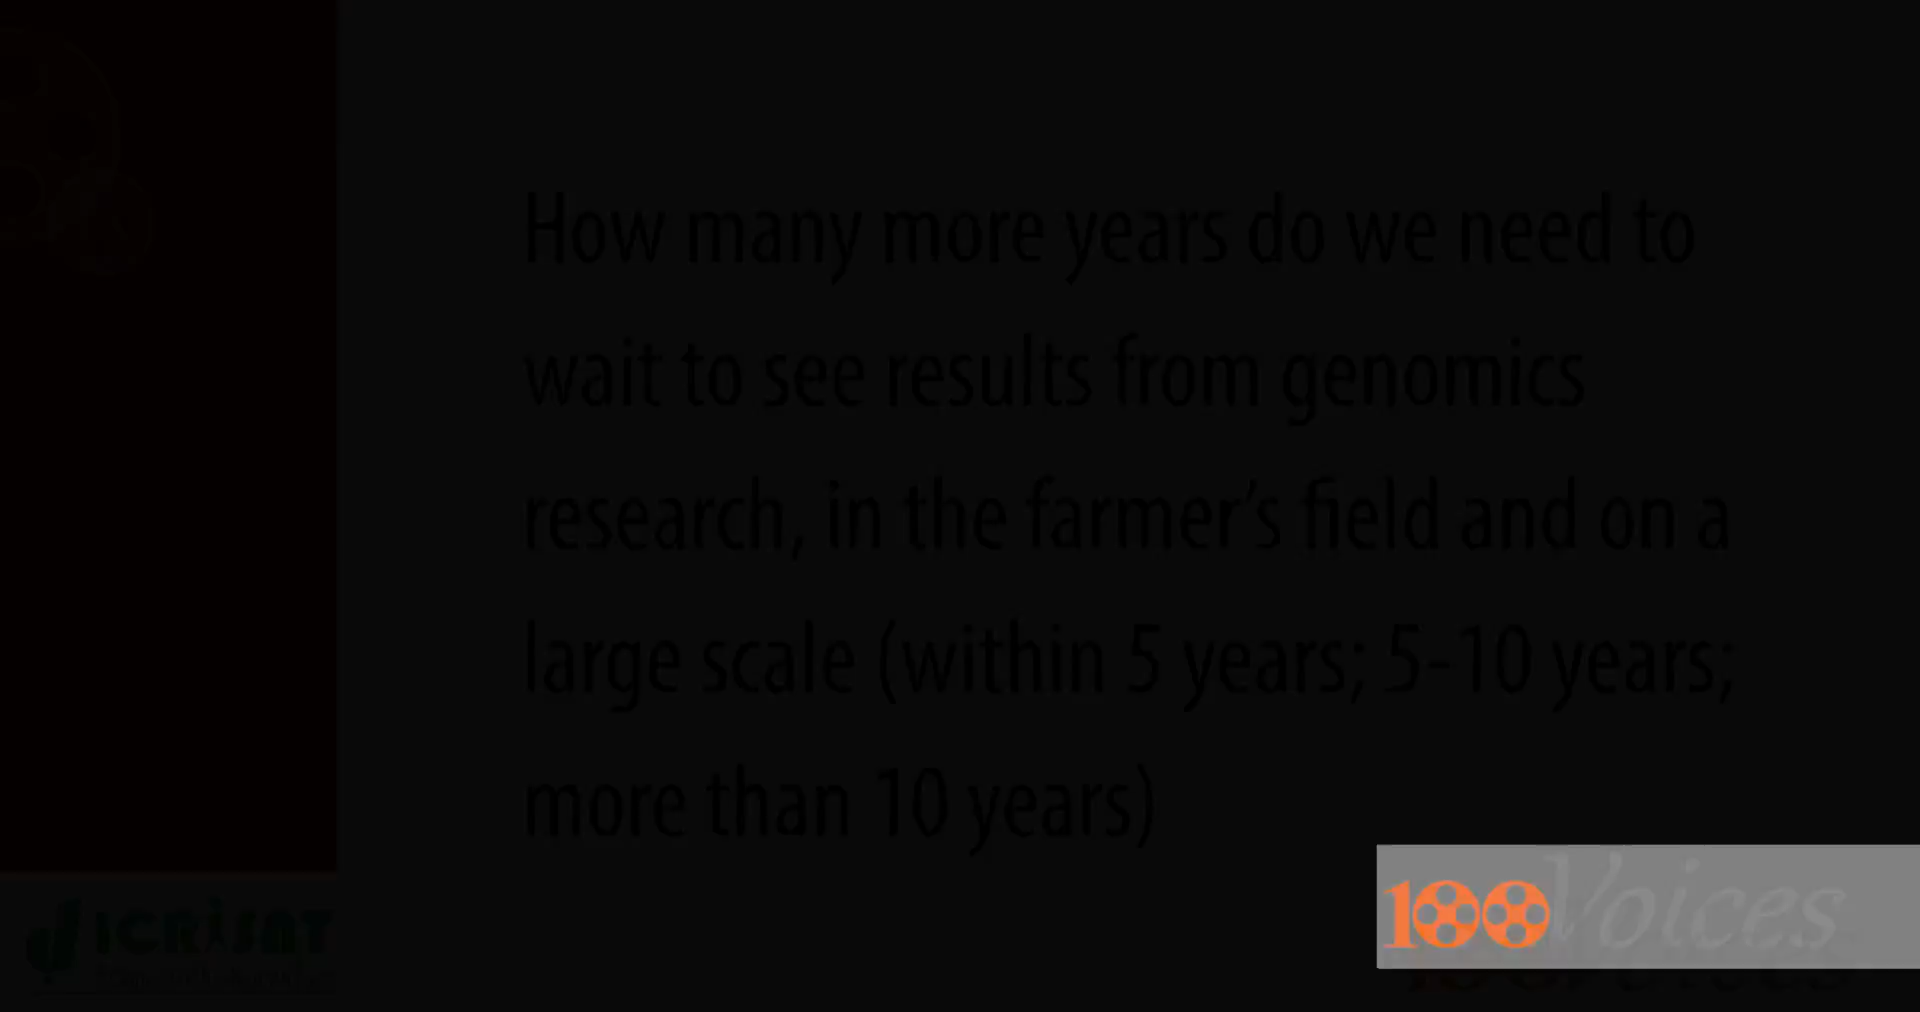 How many more years do we need to
wait to see results from genomics
research, in the farmer’s field and on a
large scale (within 5 years; 5-10 years;
more than 10 years)
ICRISAT
100Voices